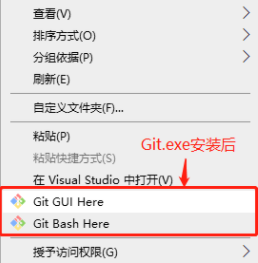 查看(V)
排序方式(O)
分组依据(P)
刷新(E)
自定义文件夹(F)...
粘贴(P)
Git.exe安装后
粘贴快捷方式(S)
在 Visual Studio 中打开(V)
Git GUI Here
Git Bash Here
授予访问权限(G)